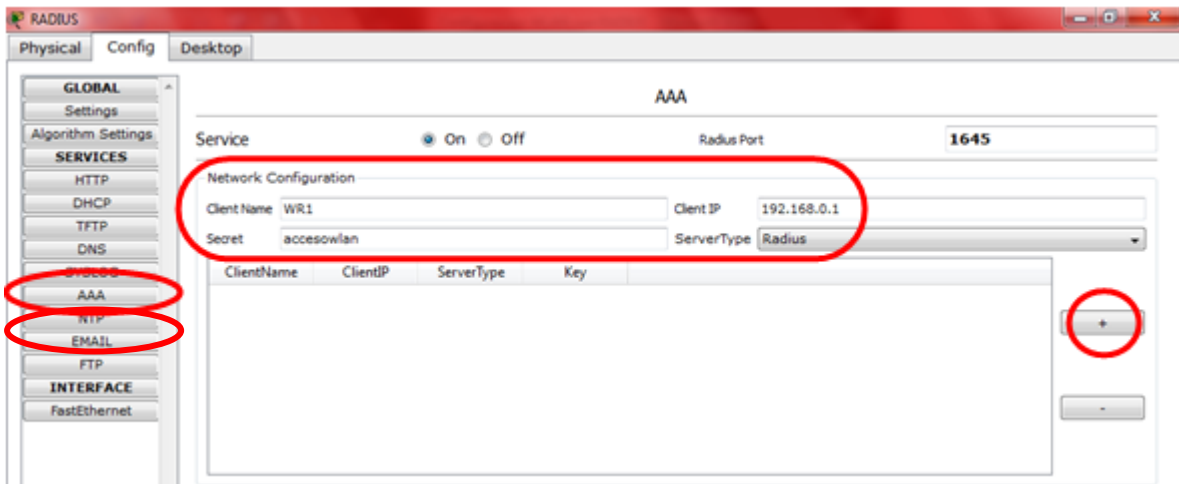 RADIUS
Physical Config Desktop
GLOBAL
Settings
Algorithm Settings
SERVICES
HTTP
DHCP
TFTP
DNS
SYSLOG
AAA
NTP
EMAIL
FTP
INTERFACE
FastEthernet
AAA
Service On Off Radius Port 1645
Network Configuration
Client Name WR1 Client IP 192.168.0.1
Secret accesowlan ServerType Radius
ClientName ClientIP ServerType Key
+
-